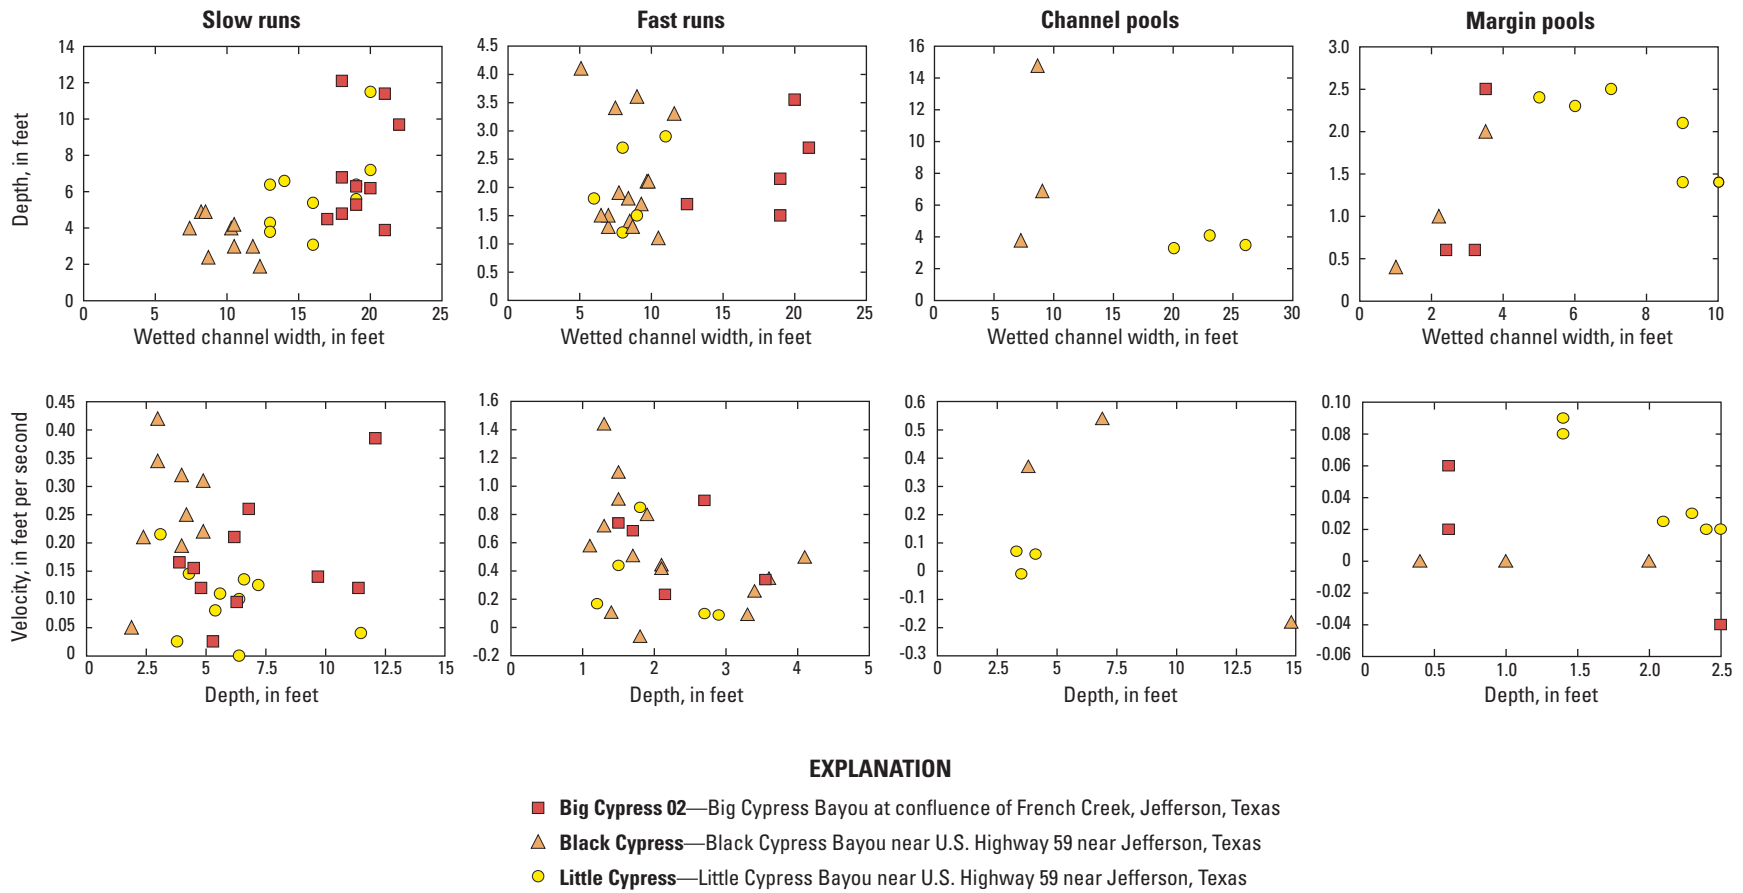 Slow runs
Fast runs
Channel pools
Margin pools
Depth, in feet
14
12
10
8
6
4
2
0
0 5 10 15 20 25
Wetted channel width, in feet
4.5
4.0
3.5
3.0
2.5
2.0
1.5
1.0
0.5
0
0 5 10 15 20 25
Wetted channel width, in feet
16
14
12
10
8
6
4
2
0
0 5 10 15 20 25 30
Wetted channel width, in feet
3.0
2.5
2.0
1.5
1.0
0.5
0
0 2 4 6 8 10
Wetted channel width, in feet
Velocity, in feet per second
0.45
0.40
0.35
0.30
0.25
0.20
0.15
0.10
0.05
0
0 2.5 5 7.5 10 12.5 15
Depth, in feet
1.6
1.4
1.2
1.0
0.8
0.6
0.4
0.2
0
-0.2
0 1 2 3 4 5
Depth, in feet
0.6
0.5
0.4
0.3
0.2
0.1
0
-0.1
-0.2
-0.3
0 2.5 5 7.5 10 12.5 15
Depth, in feet
0.10
0.08
0.06
0.04
0.02
0
-0.02
-0.04
-0.06
0 0.5 1.0 1.5 2.0 2.5
Depth, in feet
EXPLANATION
Big Cypress 02—Big Cypress Bayou at confluence of French Creek, Jefferson, Texas
Black Cypress—Black Cypress Bayou near U.S. Highway 59 near Jefferson, Texas
Little Cypress—Little Cypress Bayou near U.S. Highway 59 near Jefferson, Texas